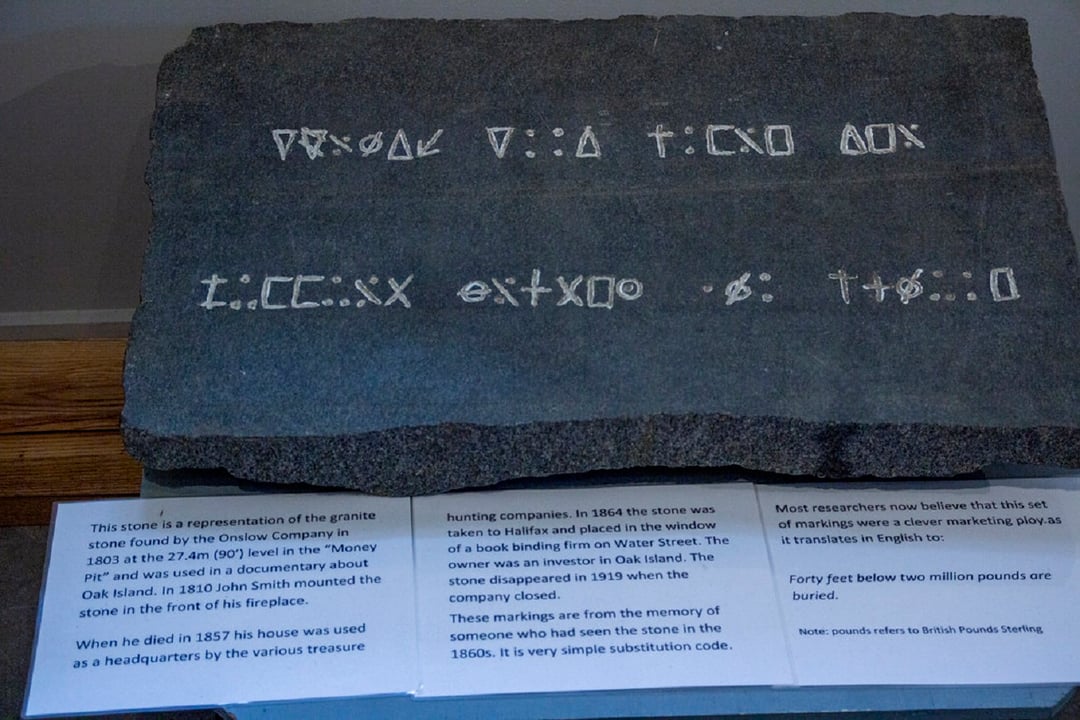 This stone is a representation of the granite
stone found by the Onslow Company in
1803 at the 27.4m (90') level in the "Money
Pit" and was used in a documentary about
Oak Island. In 1810 John Smith mounted the
stone in the front of his fireplace.
When he died in 1857 his house was used
as a headquarters by the various treasure
hunting companies. In 1864 the stone was
taken to Halifax and placed in the window
of a book binding firm on Water Street. The
owner was an investor in Oak Island. The
stone disappeared in 1919 when the
company closed.
These markings are from the memory of
someone who had seen the stone in the
1860s. It is very simple substitution code.
Most researchers now believe that this set
of markings were a clever marketing ploy.as
it translates in English to:
Forty feet below two million pounds are
buried.
Note: pounds refers to British Pounds Sterling